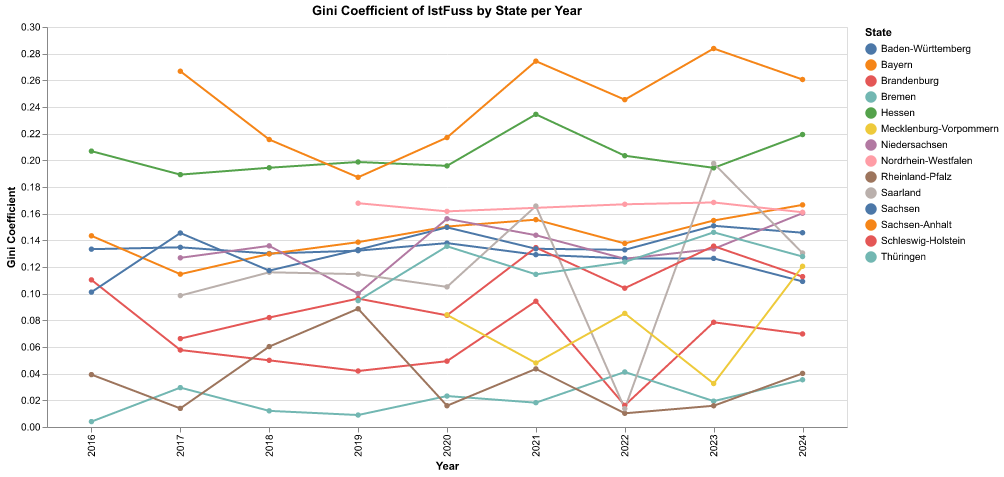 Gini Coefficient of IstFuss by State per Year
Gini Coefficient
0.30
0.28
0.26
0.24
0.22
0.20
0.18
0.16
0.14
0.12
0.10
0.08
0.06
0.04
0.02
0.00
2016
2017
2018
2019
2020
2021
2022
2023
2024
Year
State
Baden-Württemberg
Bayern
Brandenburg
Bremen
Hessen
Mecklenburg-Vorpommern
Niedersachsen
Nordrhein-Westfalen
Rheinland-Pfalz
Saarland
Sachsen
Sachsen-Anhalt
Schleswig-Holstein
Thüringen